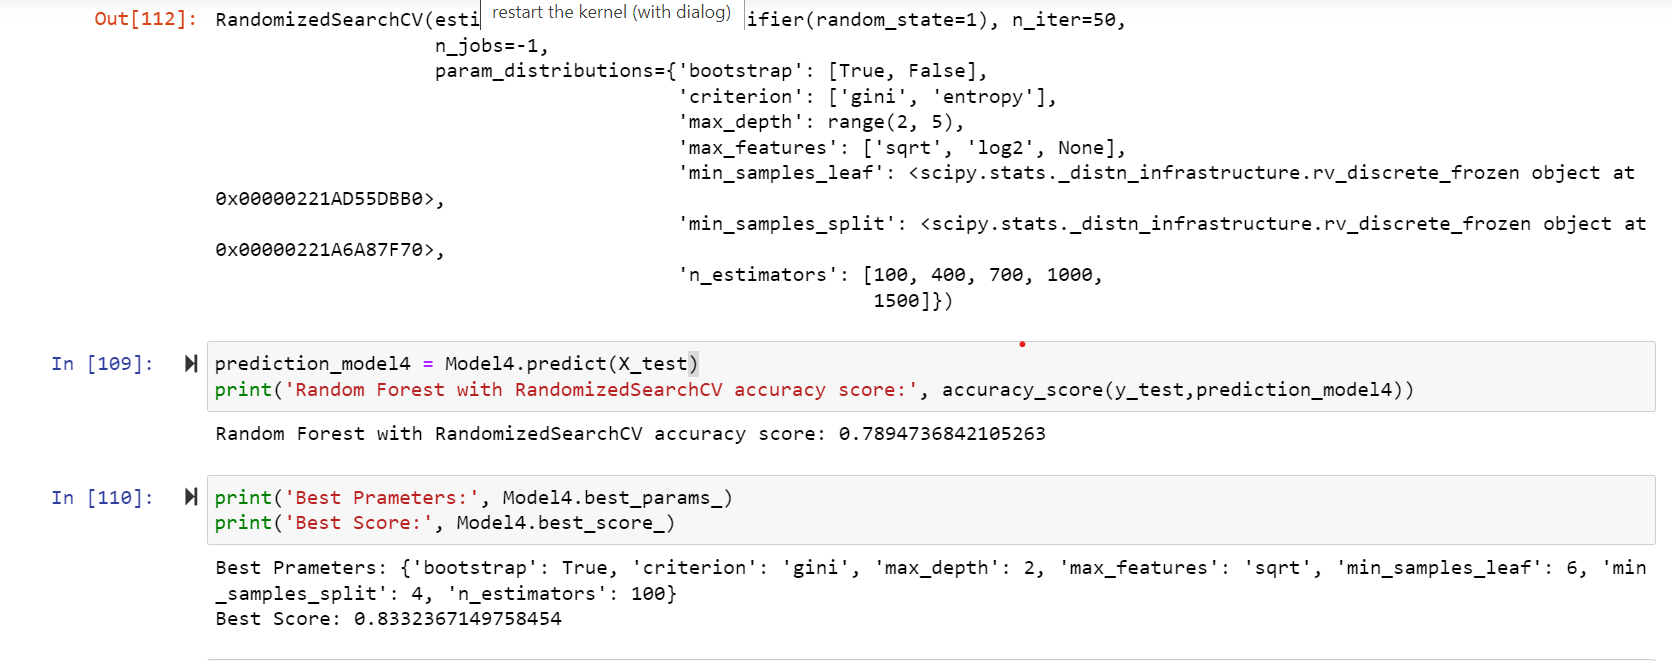 restart the kernel (with dialog)
Out[112]: RandomizedSearchCV(esti ifier(random_state=1), n_iter=50,
n_jobs=-1,
param_distributions={'bootstrap': [True, False],
'criterion': ['gini', 'entropy'],
'max_depth': range(2, 5),
'max_features': ['sqrt', 'log2', None],
'min_samples_leaf': <scipy.stats._distn_infrastructure.rv_discrete_frozen object at
0x00000221AD55DBB0>,
'min_samples_split': <scipy.stats._distn_infrastructure.rv_discrete_frozen object at
0x00000221A6A87F70>,
'n_estimators': [100, 400, 700, 1000,
1500]})
In [109]: prediction_model4 = Model4.predict(X_test)
print('Random Forest with RandomizedSearchCV accuracy score:', accuracy_score(y_test,prediction_model4))
Random Forest with RandomizedSearchCV accuracy score: 0.7894736842105263
In [110]: print('Best Prameters:', Model4.best_params_)
print('Best Score:', Model4.best_score_)
Best Prameters: {'bootstrap': True, 'criterion': 'gini', 'max_depth': 2, 'max_features': 'sqrt', 'min_samples_leaf': 6, 'min
_samples_split': 4, 'n_estimators': 100}
Best Score: 0.8332367149758454